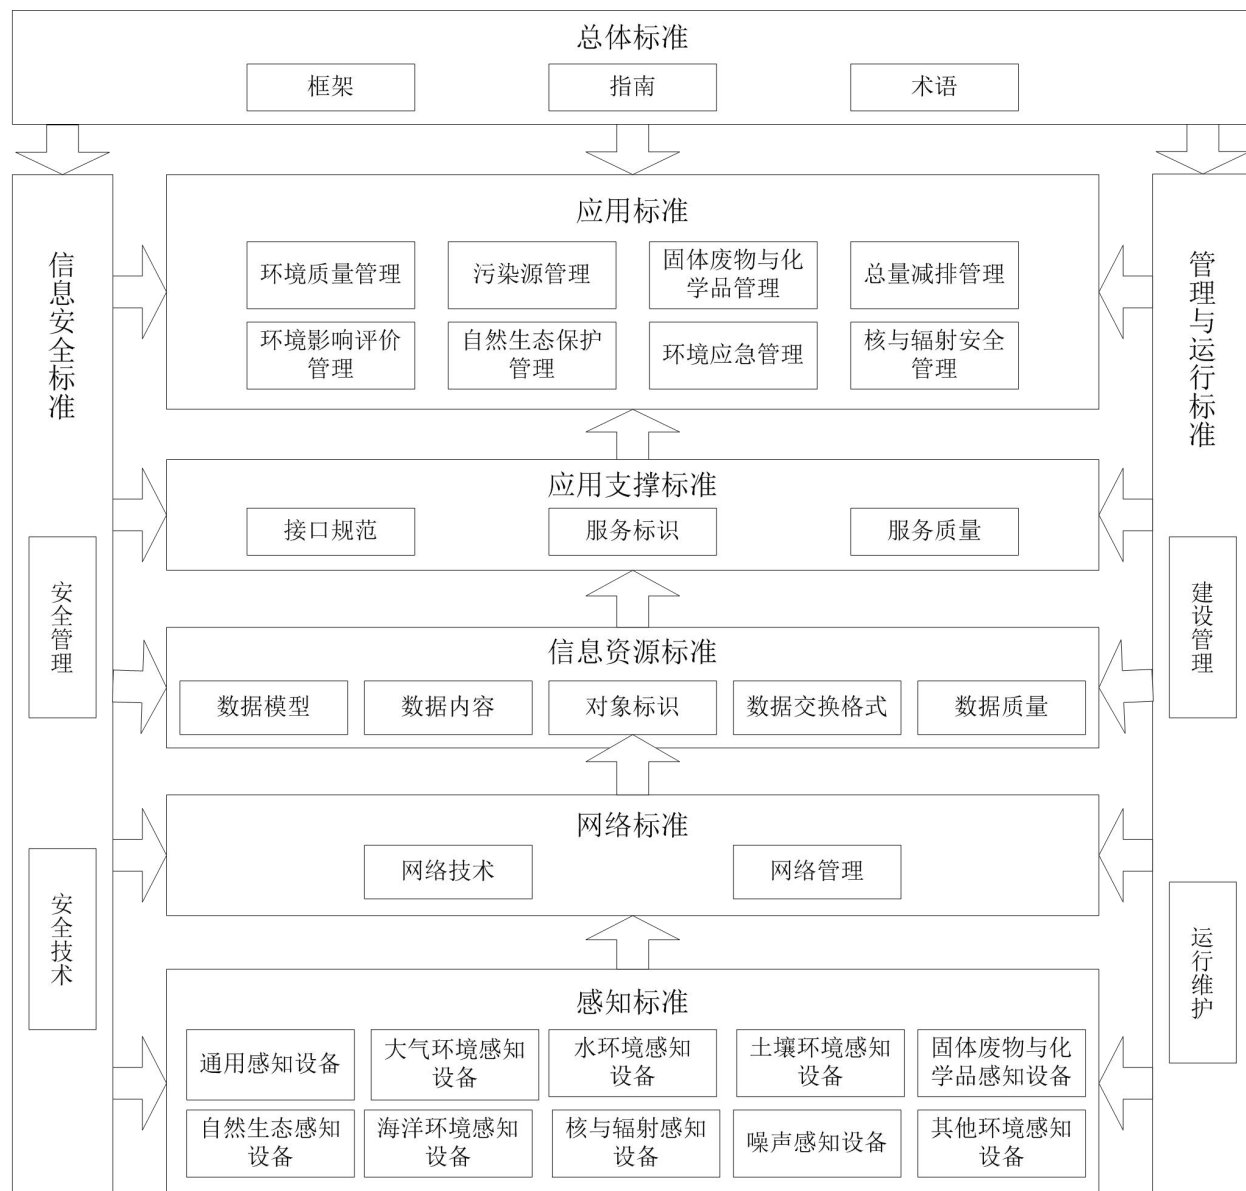 总体标准
框架
指南
术语
信息安全标准
安全管理
安全技术
应用标准
环境质量管理
污染源管理
固体废物与化
学品管理
总量减排管理
环境影响评价
管理
自然生态保护
管理
环境应急管理
核与辐射安全
管理
应用支撑标准
接口规范
服务标识
服务质量
信息资源标准
数据模型
数据内容
对象标识
数据交换格式
数据质量
网络标准
网络技术
网络管理
感知标准
通用感知设备
大气环境感知
设备
水环境感知
设备
土壤环境感知
设备
固体废物与化
学品感知设备
自然生态感知
设备
海洋环境感知
设备
核与辐射感知
设备
噪声感知设备
其他环境感知
设备
管理与运行标准
建设管理
运行维护